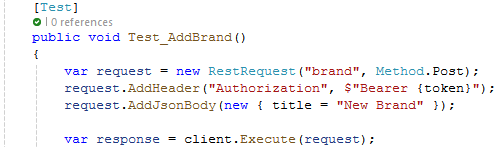 [Test]
| 0 references
public void Test_AddBrand()
{
var request = new RestRequest("brand", Method.Post);
request.AddHeader("Authorization", $"Bearer {token}");
request.AddJsonBody(new { title = "New Brand" });
var response = client.Execute(request);